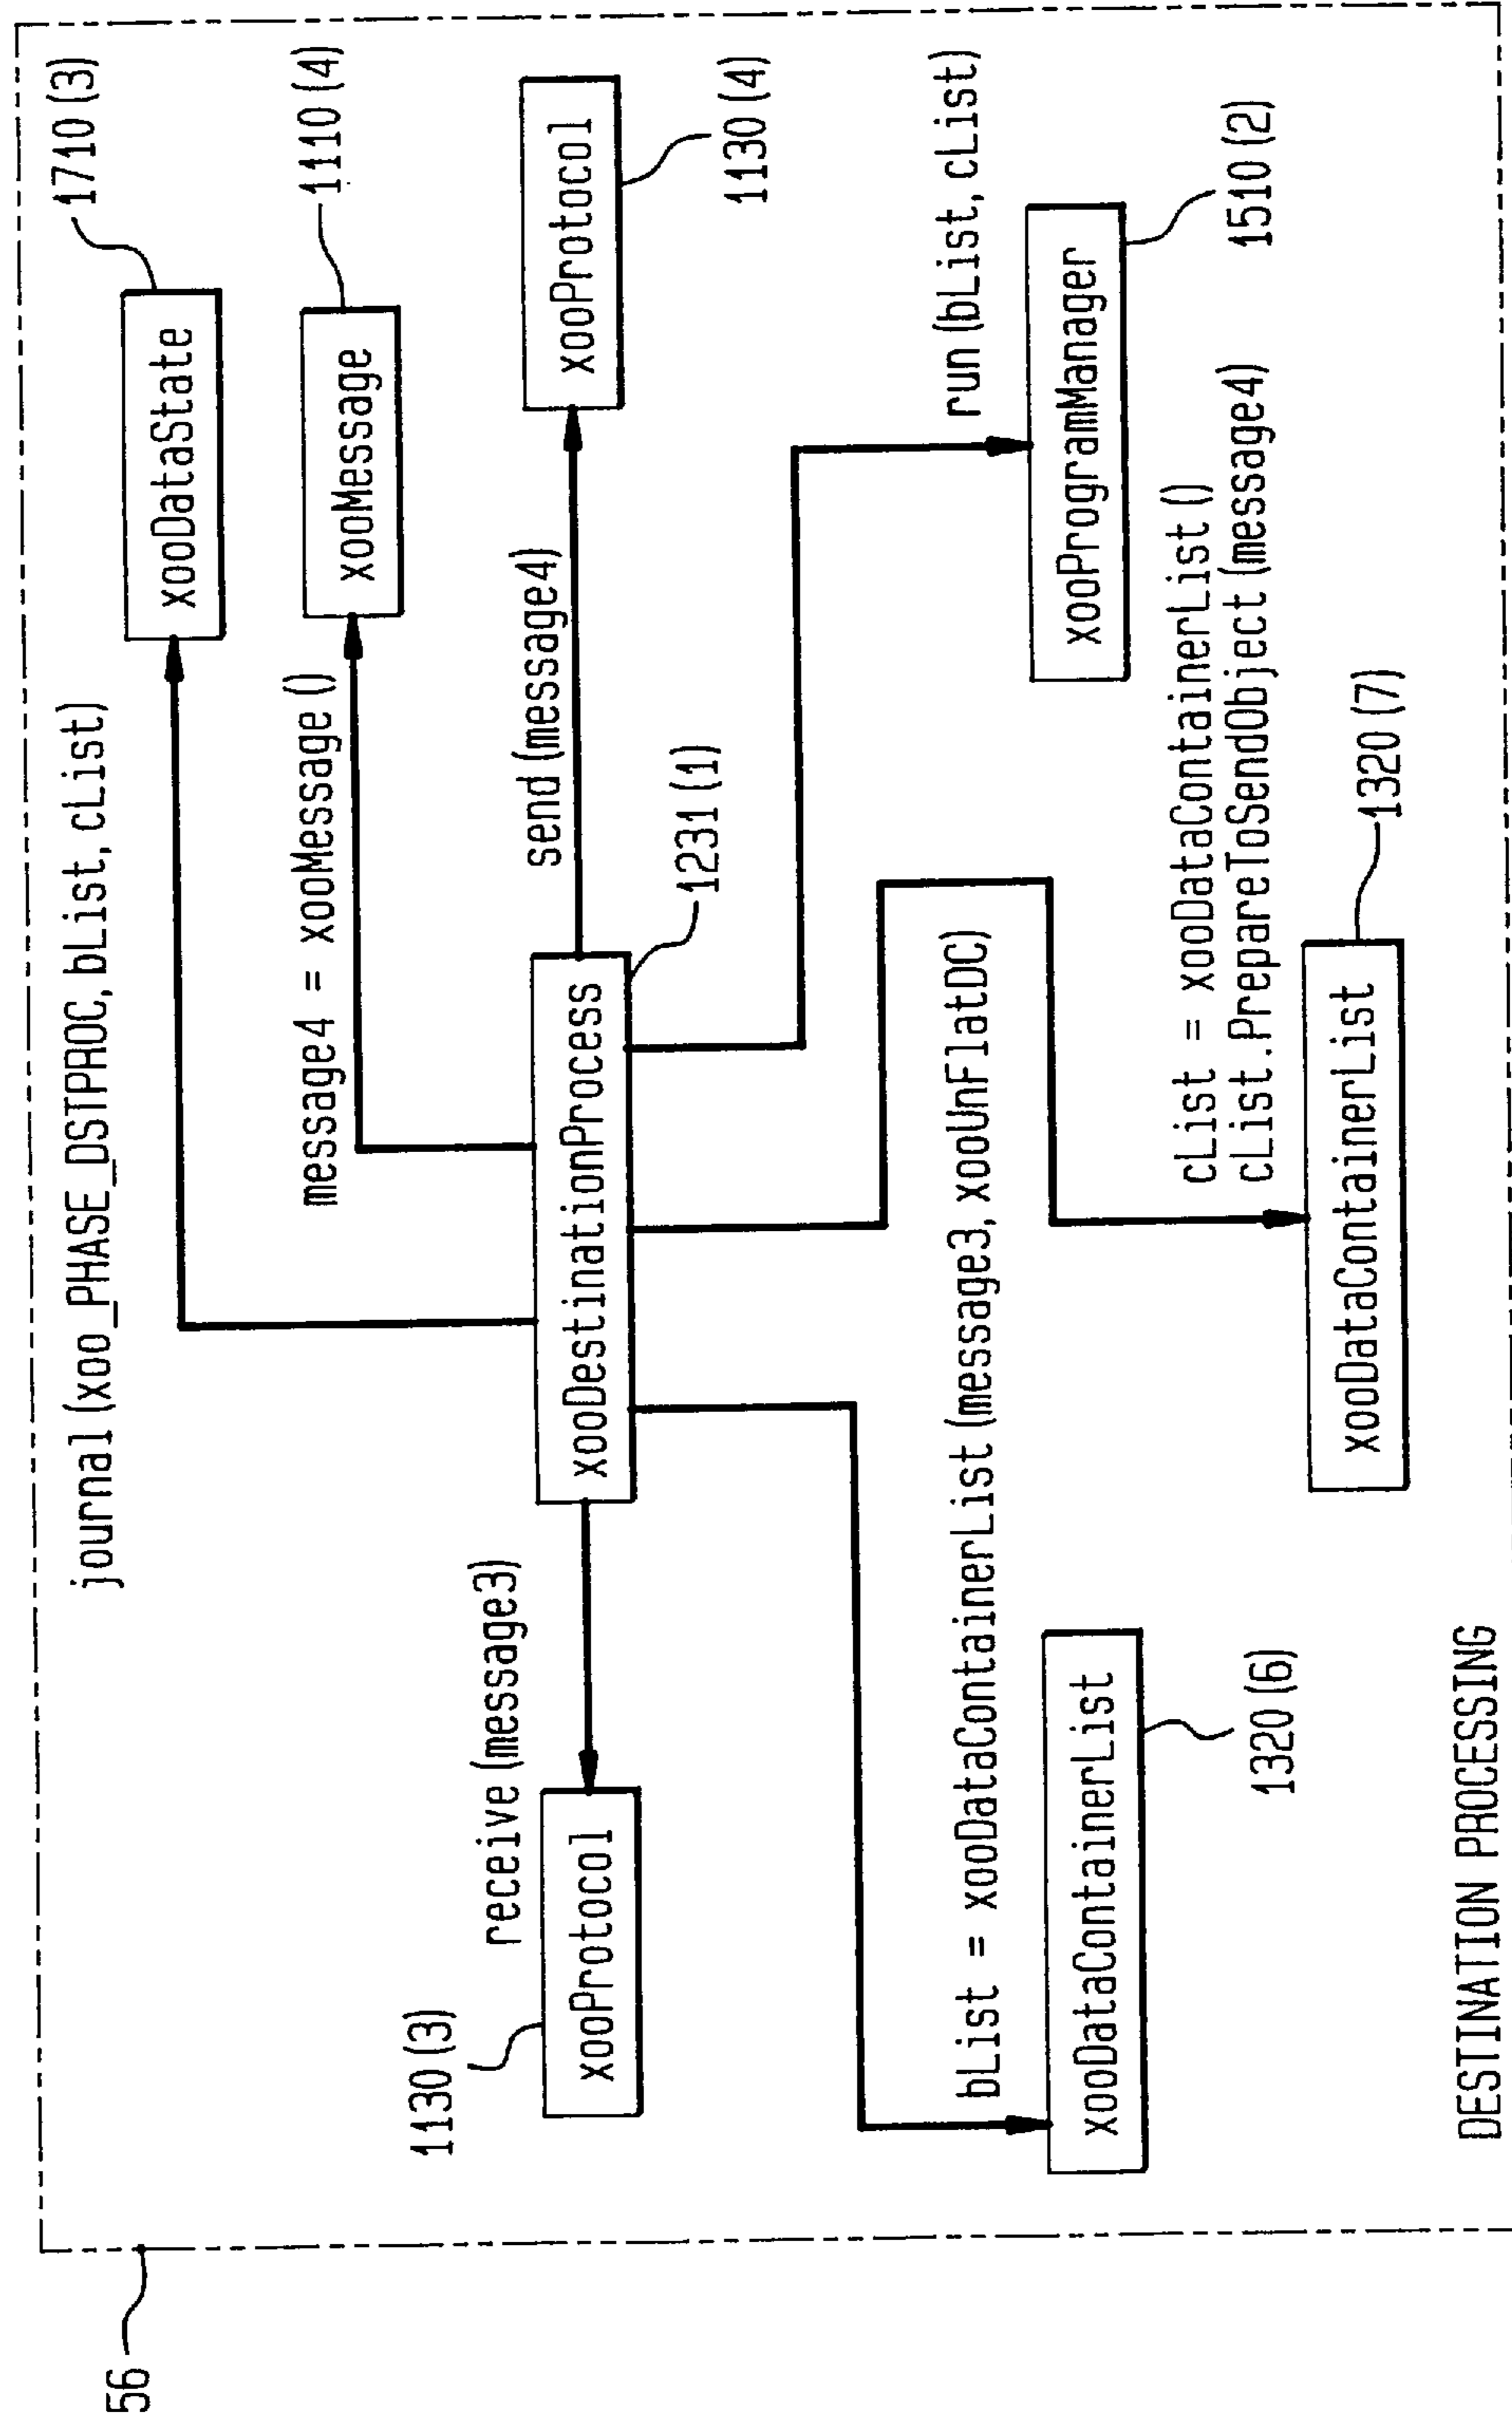 56
journal (xoo_PHASE_DSTPROC, bList, cList)
xooDataState
1710 (3)
message4 = xooMessage ()
xooMessage
1110 (4)
1130 (3)
receive (message3)
xooProtocol
xooDestinationProcess
1231 (1)
send (message4)
xooProtocol
1130 (4)
bList = xooDataContainerList (message3, xooUnFlatDC)
xooDataContainerList
1320 (6)
run (bList, cList)
xooProgramManager
1510 (2)
cList = xooDataContainerList ()
cList.PrepareToSendObject (message4)
xooDataContainerList
1320 (7)
DESTINATION PROCESSING